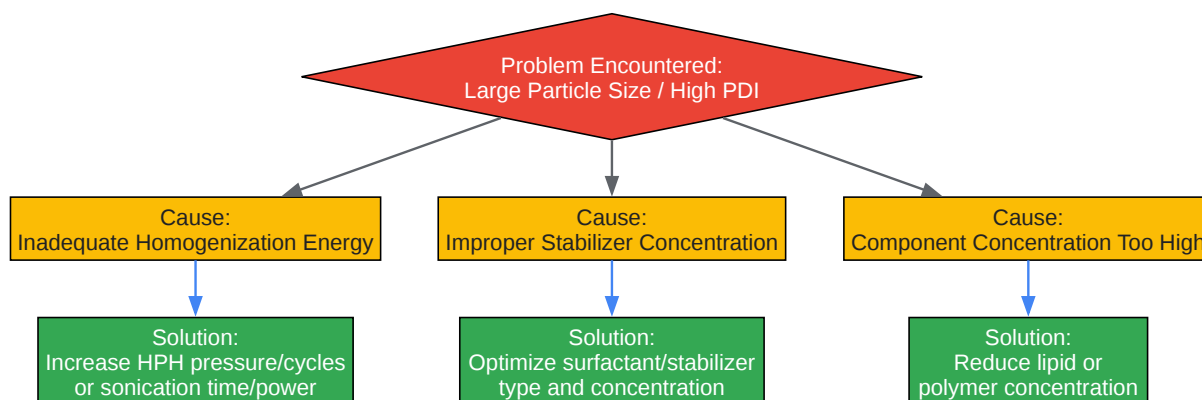 Problem Encountered:
Large Particle Size / High PDI
Cause:
Inadequate Homogenization Energy
Cause:
Improper Stabilizer Concentration
Cause:
Component Concentration Too High
Solution:
Increase HPH pressure/cycles
or sonication time/power
Solution:
Optimize surfactant/stabilizer
type and concentration
Solution:
Reduce lipid or
polymer concentration